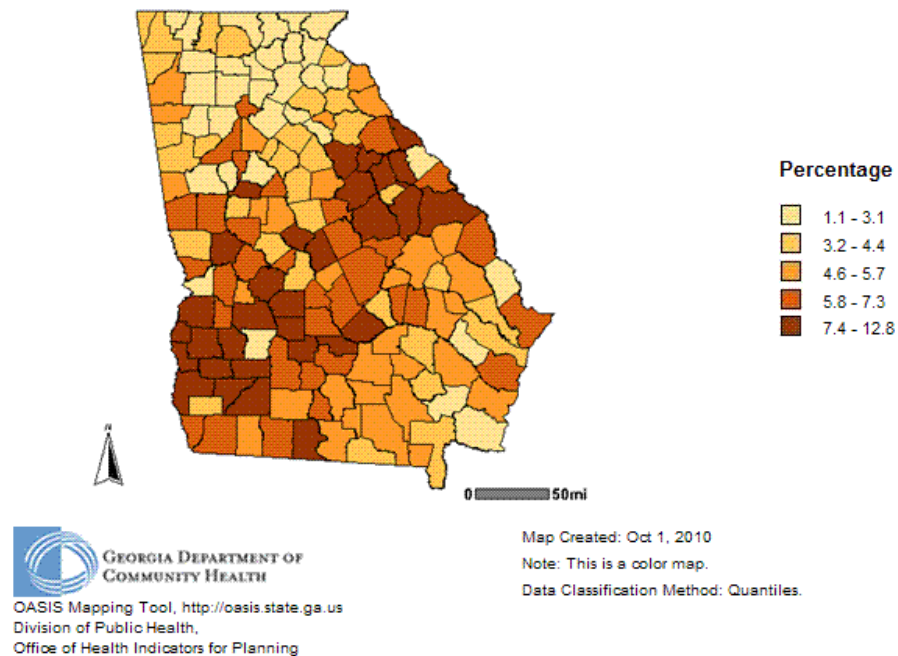 Percentage
1.1 - 3.1
3.2 - 4.4
4.6 - 5.7
5.8 - 7.3
7.4 - 12.8
N
0 50mi
GEORGIA DEPARTMENT OF
COMMUNITY HEALTH
OASIS Mapping Tool, http://oasis.state.ga.us
Division of Public Health,
Office of Health Indicators for Planning
Map Created: Oct 1, 2010
Note: This is a color map.
Data Classification Method: Quantiles.